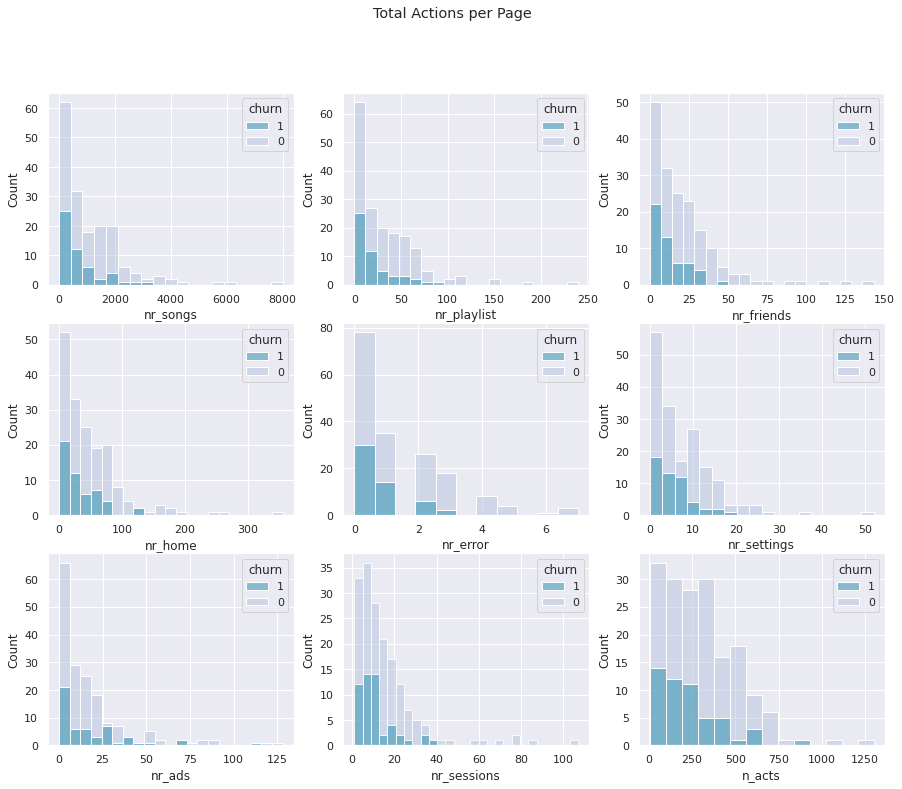 Total Actions per Page
churn
1
0
Count
60
50
40
30
20
10
0
0 2000 4000 6000 8000
nr_songs
churn
1
0
Count
60
50
40
30
20
10
0
0 50 100 150 200 250
nr_playlist
churn
1
0
Count
50
40
30
20
10
0
0 25 50 75 100 125 150
nr_friends
churn
1
0
Count
50
40
30
20
10
0
0 100 200 300
nr_home
churn
1
0
Count
80
60
40
20
0
0 2 4 6
nr_error
churn
1
0
Count
50
40
30
20
10
0
0 10 20 30 40 50
nr_settings
churn
1
0
Count
60
50
40
30
20
10
0
0 25 50 75 100 125
nr_ads
churn
1
0
Count
35
30
25
20
15
10
5
0
0 20 40 60 80 100
nr_sessions
churn
1
0
Count
30
25
20
15
10
5
0
0 250 500 750 1000 1250
n_acts